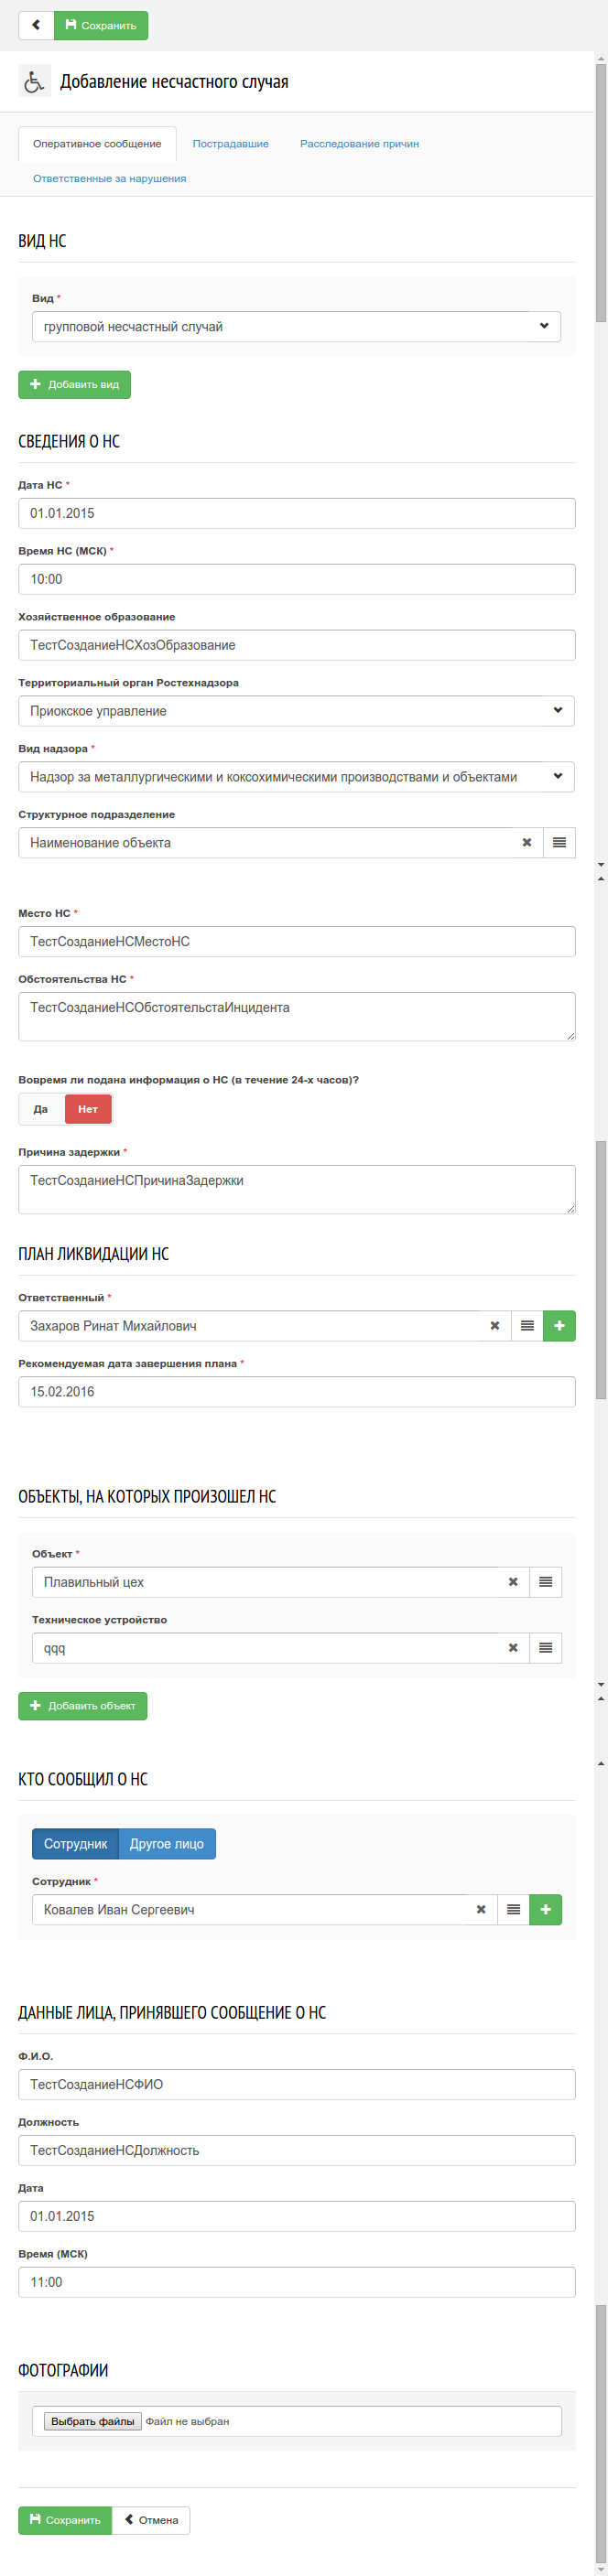 Сохранить
Добавление несчастного случая
Оперативное сообщение Пострадавшие Расследование причин
Ответственные за нарушения
ВИД НС
Вид *
групповой несчастный случай
Добавить вид
СВЕДЕНИЯ О НС
Дата НС *
01.01.2015
Время НС (МСК) *
10:00
Хозяйственное образование
ТестСозданиеНСХозОбразование
Территориальный орган Ростехнадзора
Приокское управление
Вид надзора *
Надзор за металлургическими и коксохимическими производствами и объектами
Структурное подразделение
Наименование объекта
Место НС *
ТестСозданиеНСМестоНС
Обстоятельства НС *
ТестСозданиеНСОбстоятельстаИнцидента
Вовремя ли подана информация о НС (в течение 24-х часов)?
Да Нет
Причина задержки *
ТестСозданиеНСПричинаЗадержки
ПЛАН ЛИКВИДАЦИИ НС
Ответственный *
Захаров Ринат Михайлович
Рекомендуемая дата завершения плана *
15.02.2016
ОБЪЕКТЫ, НА КОТОРЫХ ПРОИЗОШЕЛ НС
Объект *
Плавильный цех
Техническое устройство
qqq
Добавить объект
КТО СООБЩИЛ О НС
Сотрудник Другое лицо
Сотрудник *
Ковалев Иван Сергеевич
ДАННЫЕ ЛИЦА, ПРИНЯВШЕГО СООБЩЕНИЕ О НС
Ф.И.О.
ТестСозданиеНСФИО
Должность
ТестСозданиеНСДолжность
Дата
01.01.2015
Время (МСК)
11:00
ФОТОГРАФИИ
Выбрать файлы Файл не выбран
Сохранить Отмена